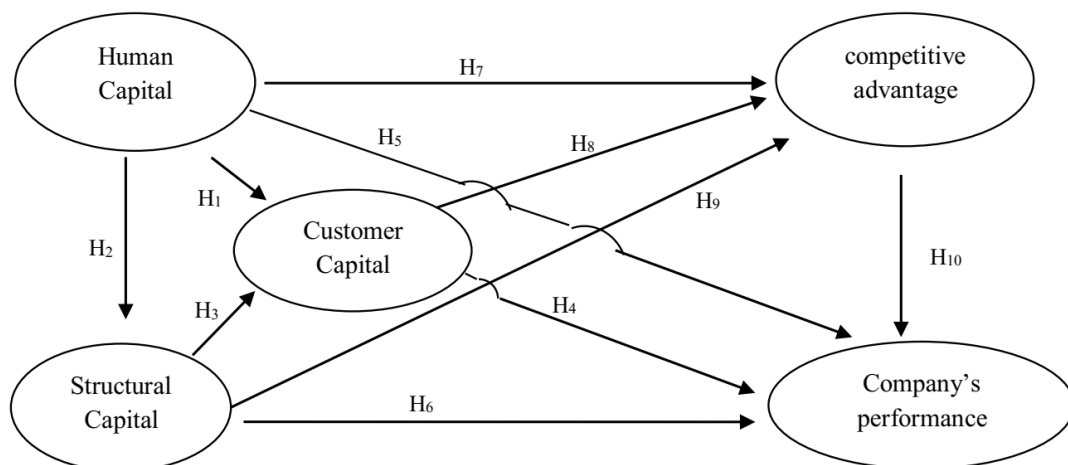 Human
Capital
competitive
advantage
H7
H5
H8
H1
H9
Customer
Capital
H2
H10
H3
H4
Structural
Capital
H6
Company’s
performance